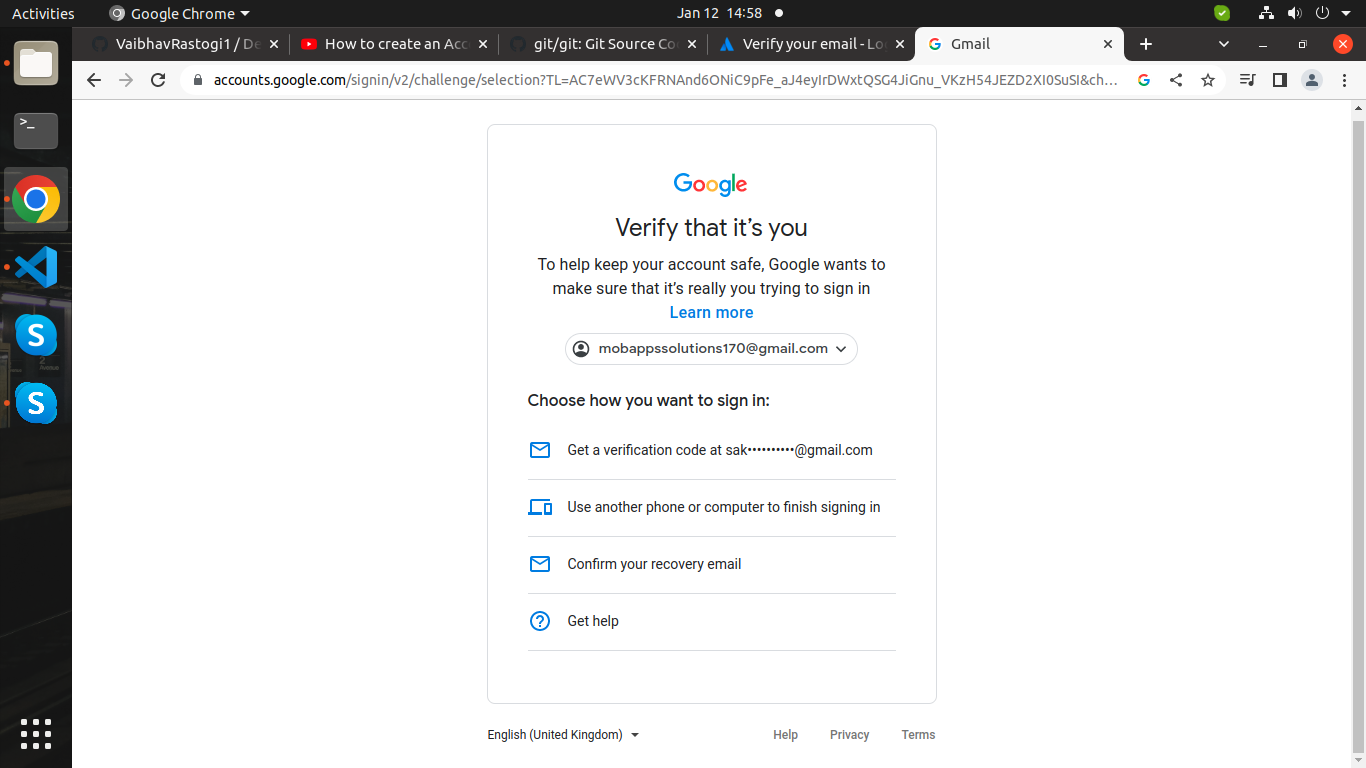 Activities
Google Chrome
Jan 12 14:58
VaibhavRastogi1 / De
How to create an Acc
git/git: Git Source Co
Verify your email - Lo
Gmail
accounts.google.com/signin/v2/challenge/selection?TL=AC7eWV3cKFRNAnd6ONiC9pFe_aJ4eyIrDWxtQSG4JiGnu_VKzH54JEZD2XI0SuSI&ch...
Google
Verify that it’s you
To help keep your account safe, Google wants to
make sure that it’s really you trying to sign in
Learn more
mobappssolutions170@gmail.com
Choose how you want to sign in:
Get a verification code at sak••••••••••@gmail.com
Use another phone or computer to finish signing in
Confirm your recovery email
Get help
English (United Kingdom)
Help Privacy Terms